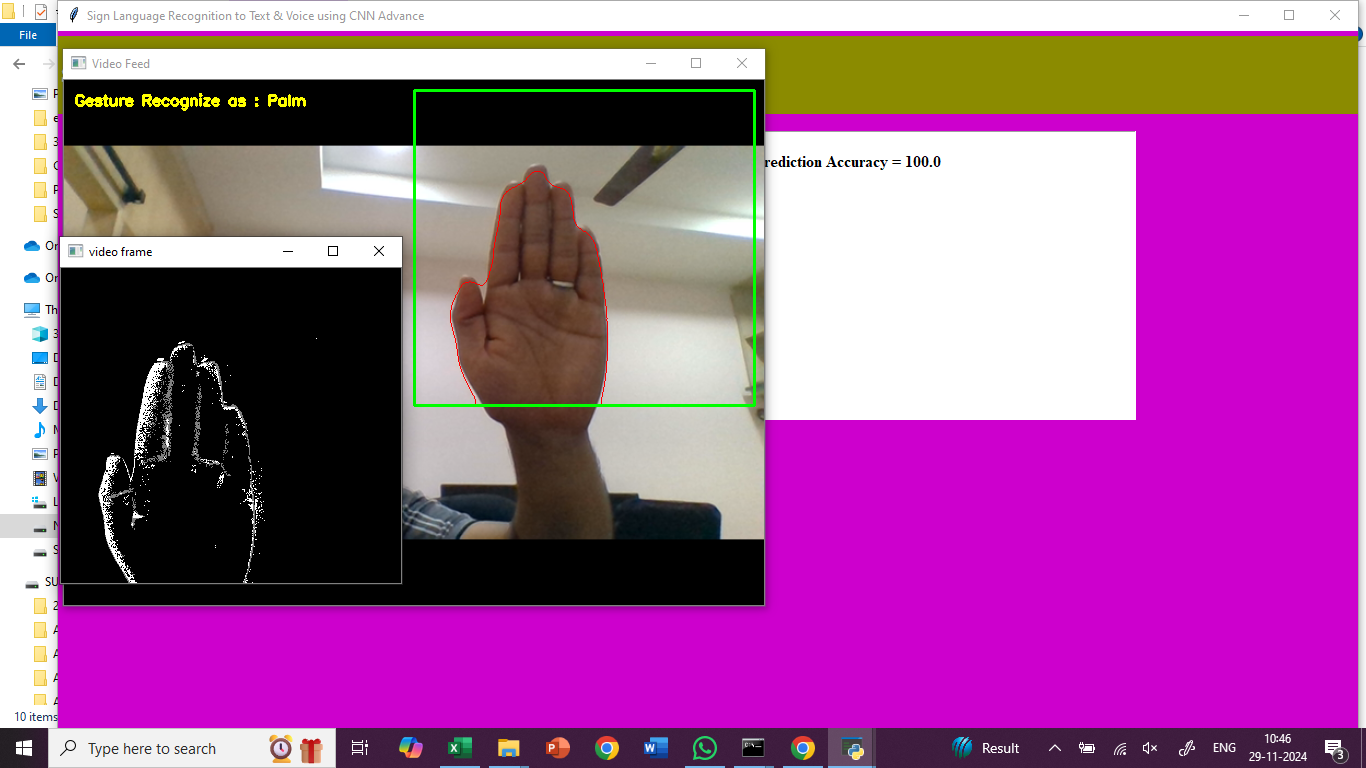 Sign Language Recognition to Text & Voice using CNN Advance
File
Video Feed
Gesture Recognize as : Palm
rediction Accuracy = 100.0
video frame
10 items
Type here to search
Result
ENG
10:46
29-11-2024
3